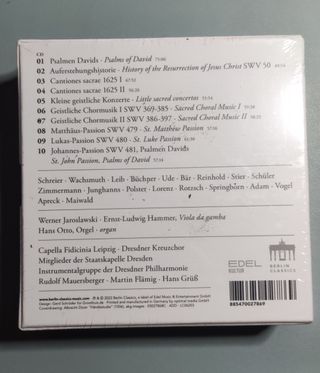 CD
01 Psalmen Davids · Psalms of David 75:00
02 Auferstehungshistorie · History of the Resurrection of Jesus Christ SWV 50
03 Cantiones sacrae 1625 I
04 Cantiones sacrae 1625 II
05 Kleine geistliche Konzerte · Little sacred concertos
06 Geistliche Chormusik I SWV 369-385 · Sacred Choral Music I
07 Geistliche Chormusik II SWV 386-397 · Sacred Choral Music II
08 Matthäus-Passion SWV 479 · St. Matthew Passion
09 Lukas-Passion SWV 480 · St. Luke Passion
10 Johannes-Passion SWV 481, Psalmen Davids
St. John Passion, Psalms of David
Schreier · Wachsmuth · Leib · Büchner · Ude · Bär · Reinhold · Stier · Schüler
Zimmermann · Junghanns · Polster · Lorenz · Rotzsch · Springborn · Adam · Vogel
Apreck · Maiwald
Werner Jaroslawski · Ernst-Ludwig Hammer, Viola da gamba
Hans Otto, Orgel · organ
Capella Fidicinia Leipzig · Dresdner Kreuzchor
Mitglieder der Staatskapelle Dresden
Instrumentalgruppe der Dresdner Philharmonie
Rudolf Mauersberger · Martin Flämig · Hans Grüß
EDEL
KULTUR
BERLIN
CLASSICS
www.berlin-classics-music.com
885470027869